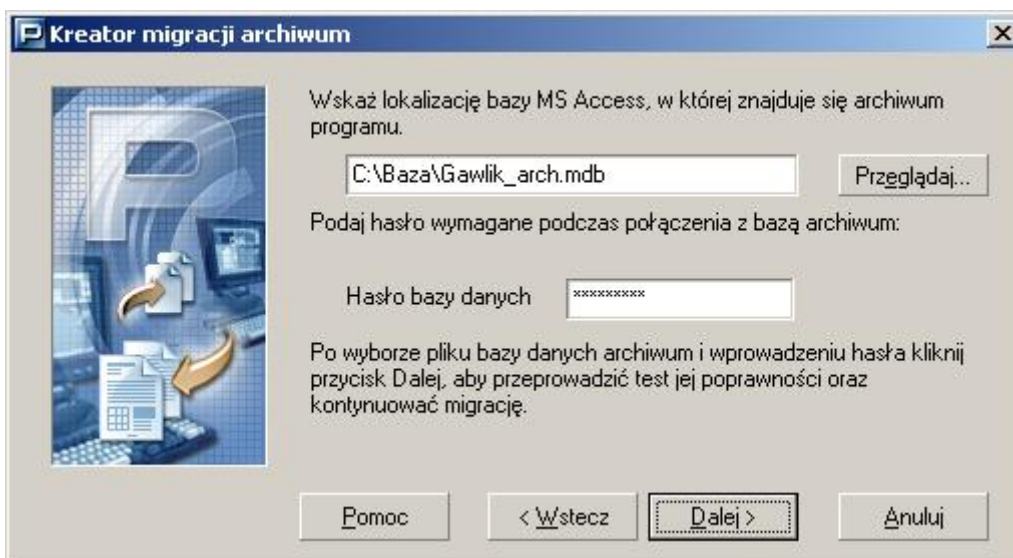 Kreator migracji archiwum
Wskaż lokalizację bazy MS Access, w której znajduje się archiwum
programu.
C:\Baza\Gawlik_arch.mdb
Przeglądaj...
Podaj hasło wymagane podczas połączenia z bazą archiwum:
Hasło bazy danych
*********
Po wyborze pliku bazy danych archiwum i wprowadzeniu hasła kliknij
przycisk Dalej, aby przeprowadzić test jej poprawności oraz
kontynuować migrację.
Pomoc
< Wstecz
Dalej >
Anuluj